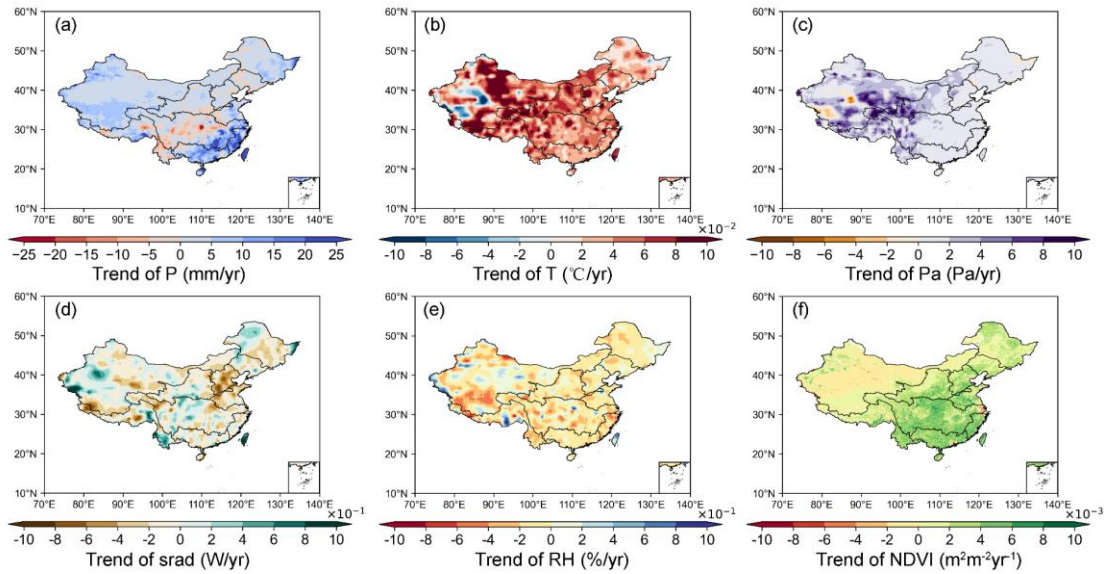 (a) (b) (c)
60°N 60°N 60°N
50°N 50°N 50°N
40°N 40°N 40°N
30°N 30°N 30°N
20°N 20°N 20°N
10°N 10°N 10°N
70°E 80°E 90°E 100°E 110°E 120°E 130°E 140°E 70°E 80°E 90°E 100°E 110°E 120°E 130°E 140°E 70°E 80°E 90°E 100°E 110°E 120°E 130°E 140°E
×10⁻²
−25 −20 −15 −10 −5 0 5 10 15 20 25 −10 −8 −6 −4 −2 0 2 4 6 8 10 −10 −8 −6 −4 −2 0 2 4 6 8 10
Trend of P (mm/yr) Trend of T (℃/yr) Trend of Pa (Pa/yr)
(d) (e) (f)
60°N 60°N 60°N
50°N 50°N 50°N
40°N 40°N 40°N
30°N 30°N 30°N
20°N 20°N 20°N
10°N 10°N 10°N
70°E 80°E 90°E 100°E 110°E 120°E 130°E 140°E 70°E 80°E 90°E 100°E 110°E 120°E 130°E 140°E 70°E 80°E 90°E 100°E 110°E 120°E 130°E 140°E
×10⁻¹ ×10⁻¹ ×10⁻³
−10 −8 −6 −4 −2 0 2 4 6 8 10 −10 −8 −6 −4 −2 0 2 4 6 8 10 −10 −8 −6 −4 −2 0 2 4 6 8 10
Trend of srad (W/yr) Trend of RH (%/yr) Trend of NDVI (m²m⁻²yr⁻¹)